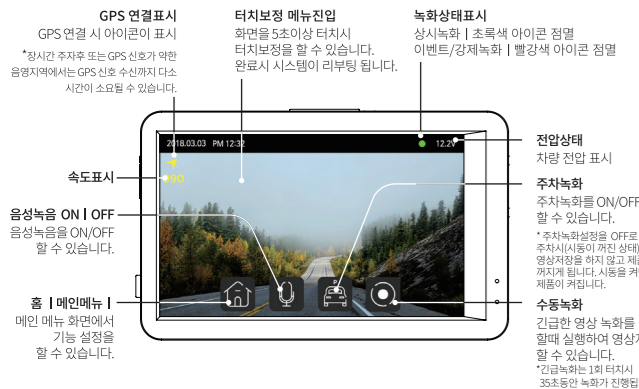 GPS 연결표시
GPS 연결 시 아이콘이 표시
*장시간 주차후 또는 GPS 신호가 약한
음영지역에서는 GPS 신호 수신까지 다소
시간이 소요될 수 있습니다.
터치보정 메뉴진입
화면을 5초이상 터치시
터치보정을 할 수 있습니다.
완료시 시스템이 리부팅 됩니다.
녹화상태표시
상시녹화 | 초록색 아이콘 점멸
이벤트/강제녹화 | 빨강색 아이콘 점멸
2018.03.03 PM 12:32
12.2V
90
P
속도표시
음성녹음 ON | OFF
음성녹음을 ON/OFF
할 수 있습니다.
홈 | 메인메뉴 |
메인 메뉴 화면에서
기능 설정을
할 수 있습니다.
전압상태
차량 전압 표시
주차녹화
주차녹화를 ON/OFF
할 수 있습니다.
* 주차녹화설정을 OFF로
주차시(시동이 꺼진 상태)
영상저장을 하지 않고 제품
꺼지게 됩니다. 시동을 켜
제품이 켜집니다.
수동녹화
긴급한 영상 녹화를
할때 실행하여 영상저
할 수 있습니다.
*긴급녹화는 1회 터치시
35초동안 녹화가 진행됩